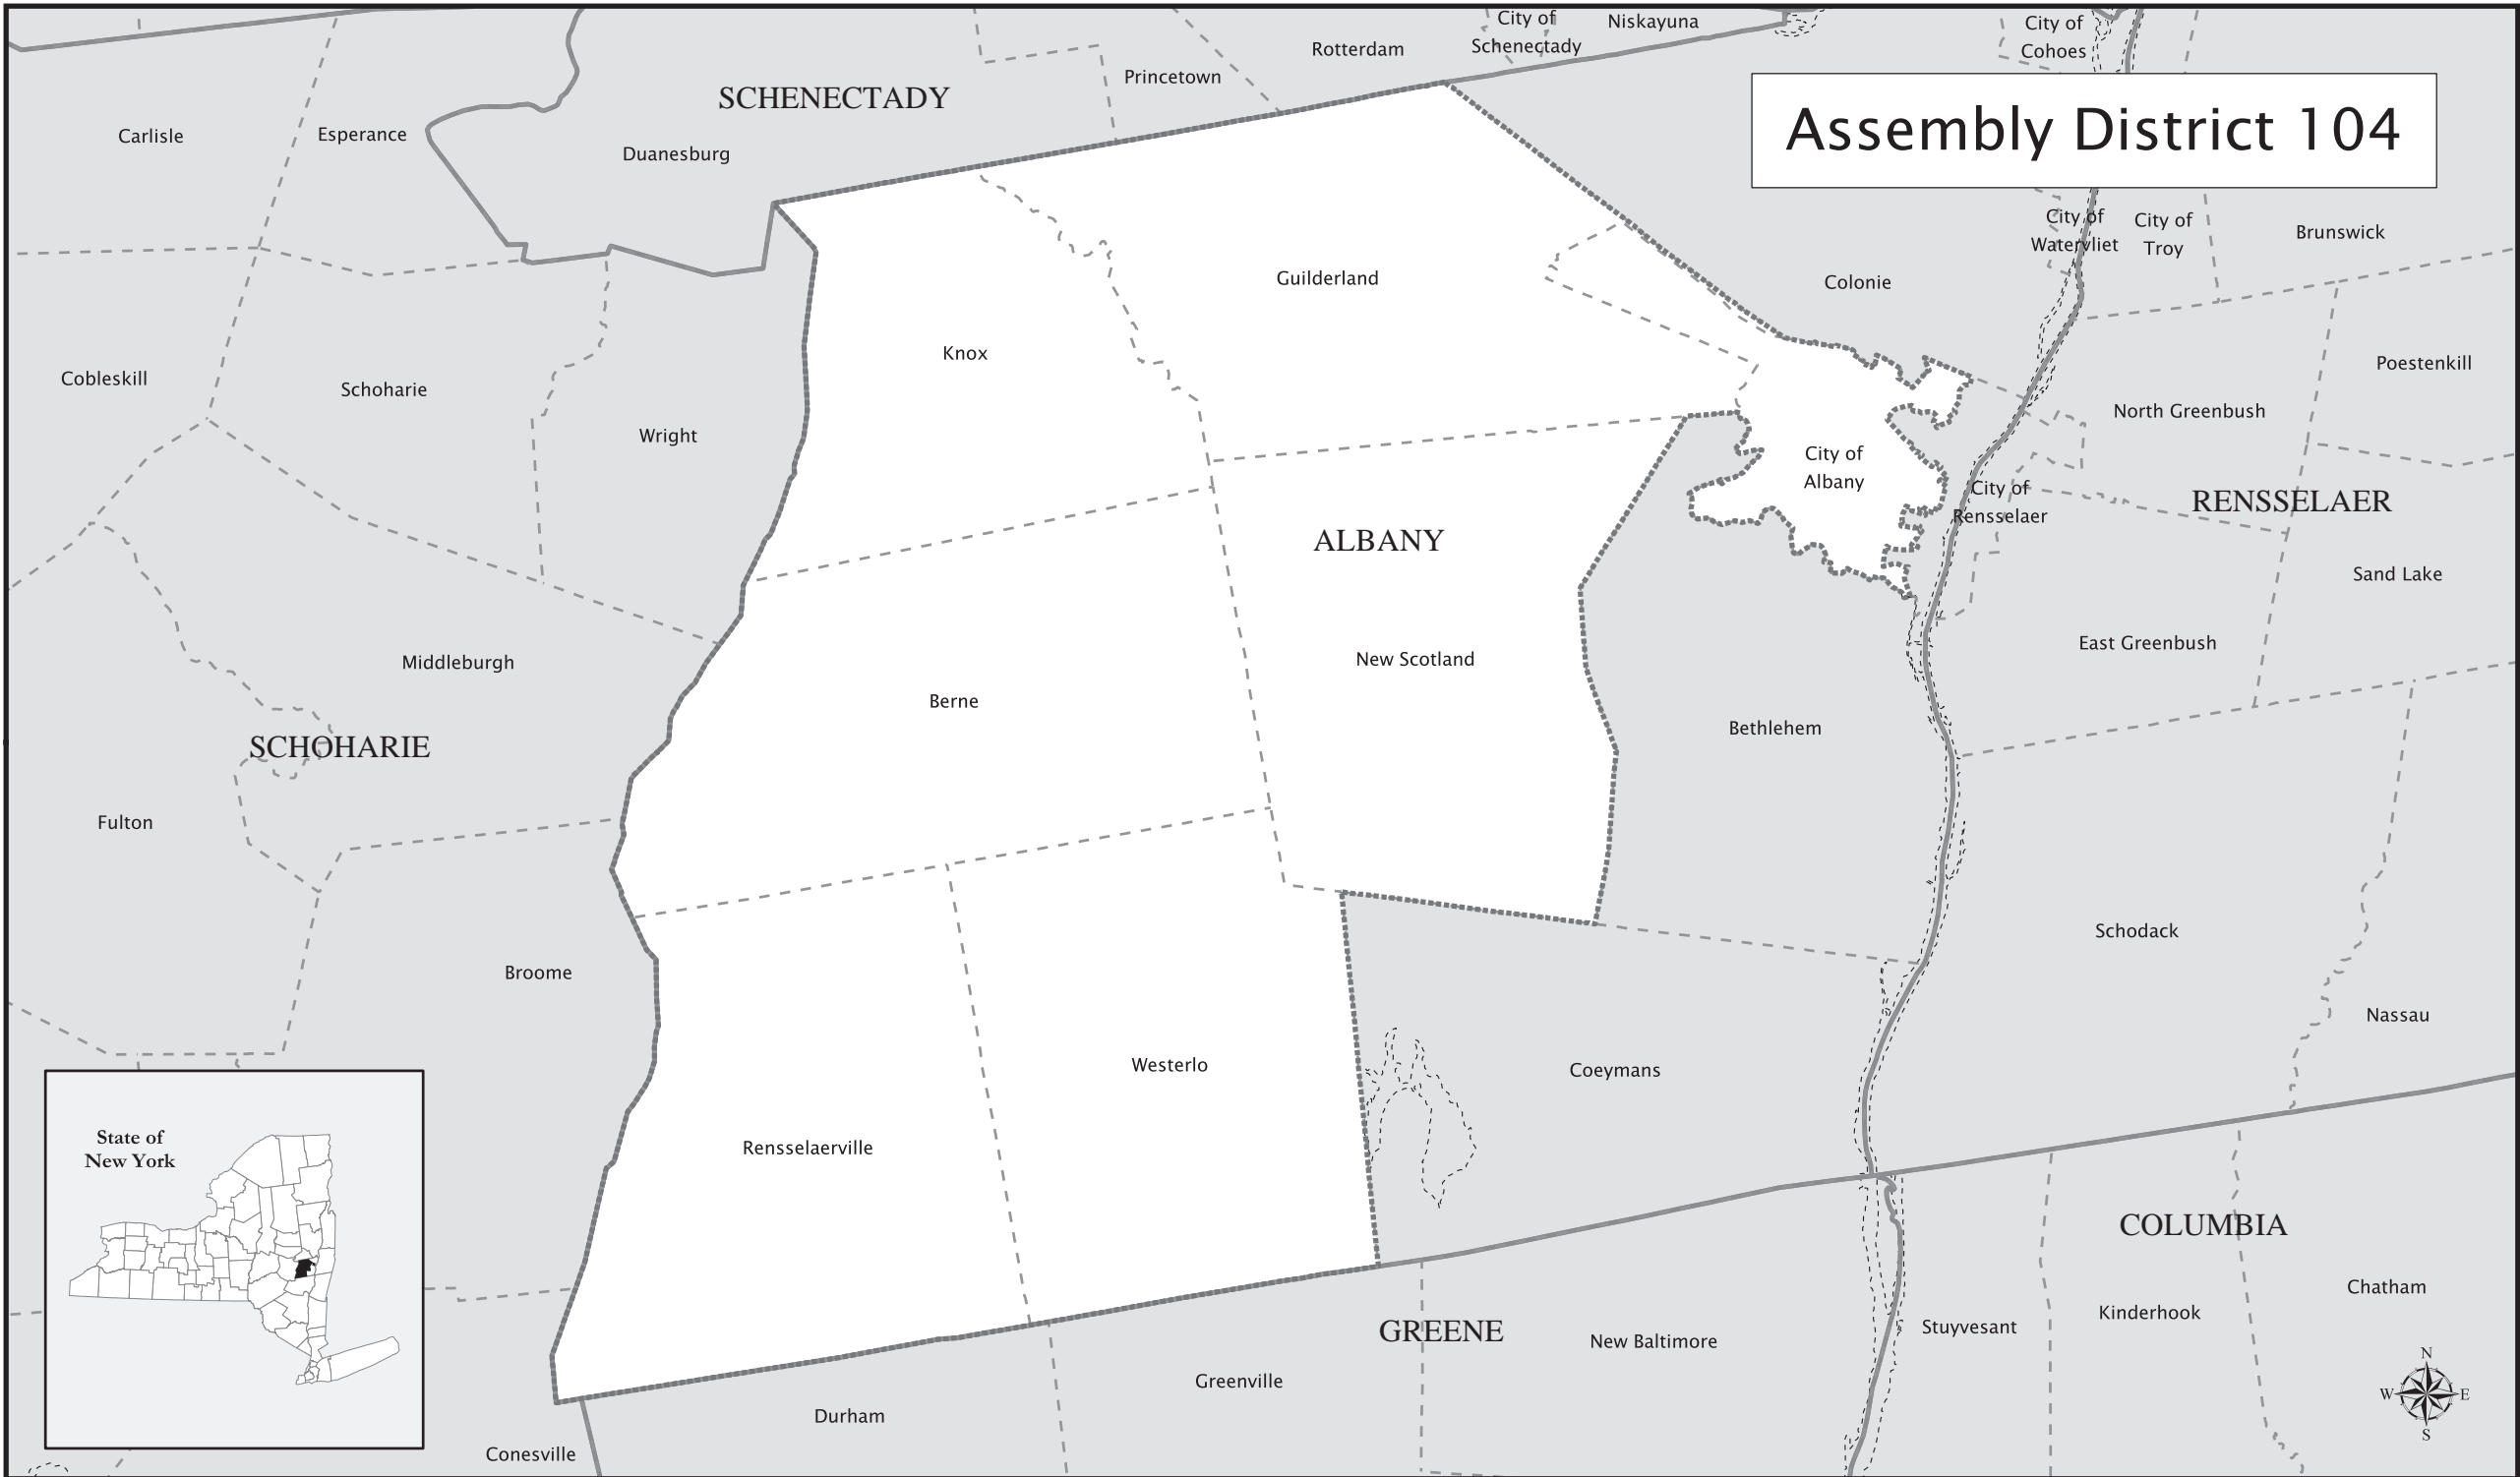 City of
Schenectady
Niskayuna
Rotterdam
City of
Cohoes
Princetown
SCHENECTADY
Assembly District 104
Carlisle
Esperance
Duanesburg
City of
Watervliet
City of
Troy
Brunswick
Guilderland
Colonie
Knox
Cobleskill
Schoharie
Wright
Poestenkill
North Greenbush
City of
Albany
City of
Rensselaer
RENSSELAER
ALBANY
Sand Lake
East Greenbush
Middleburgh
New Scotland
Berne
Bethlehem
SCHOHARIE
Fulton
Schodack
Broome
Nassau
Westerlo
Coeymans
Rensselaerville
State of
New York
COLUMBIA
Chatham
Kinderhook
Stuyvesant
GREENE
New Baltimore
Greenville
Durham
Conesville
N
W
E
S